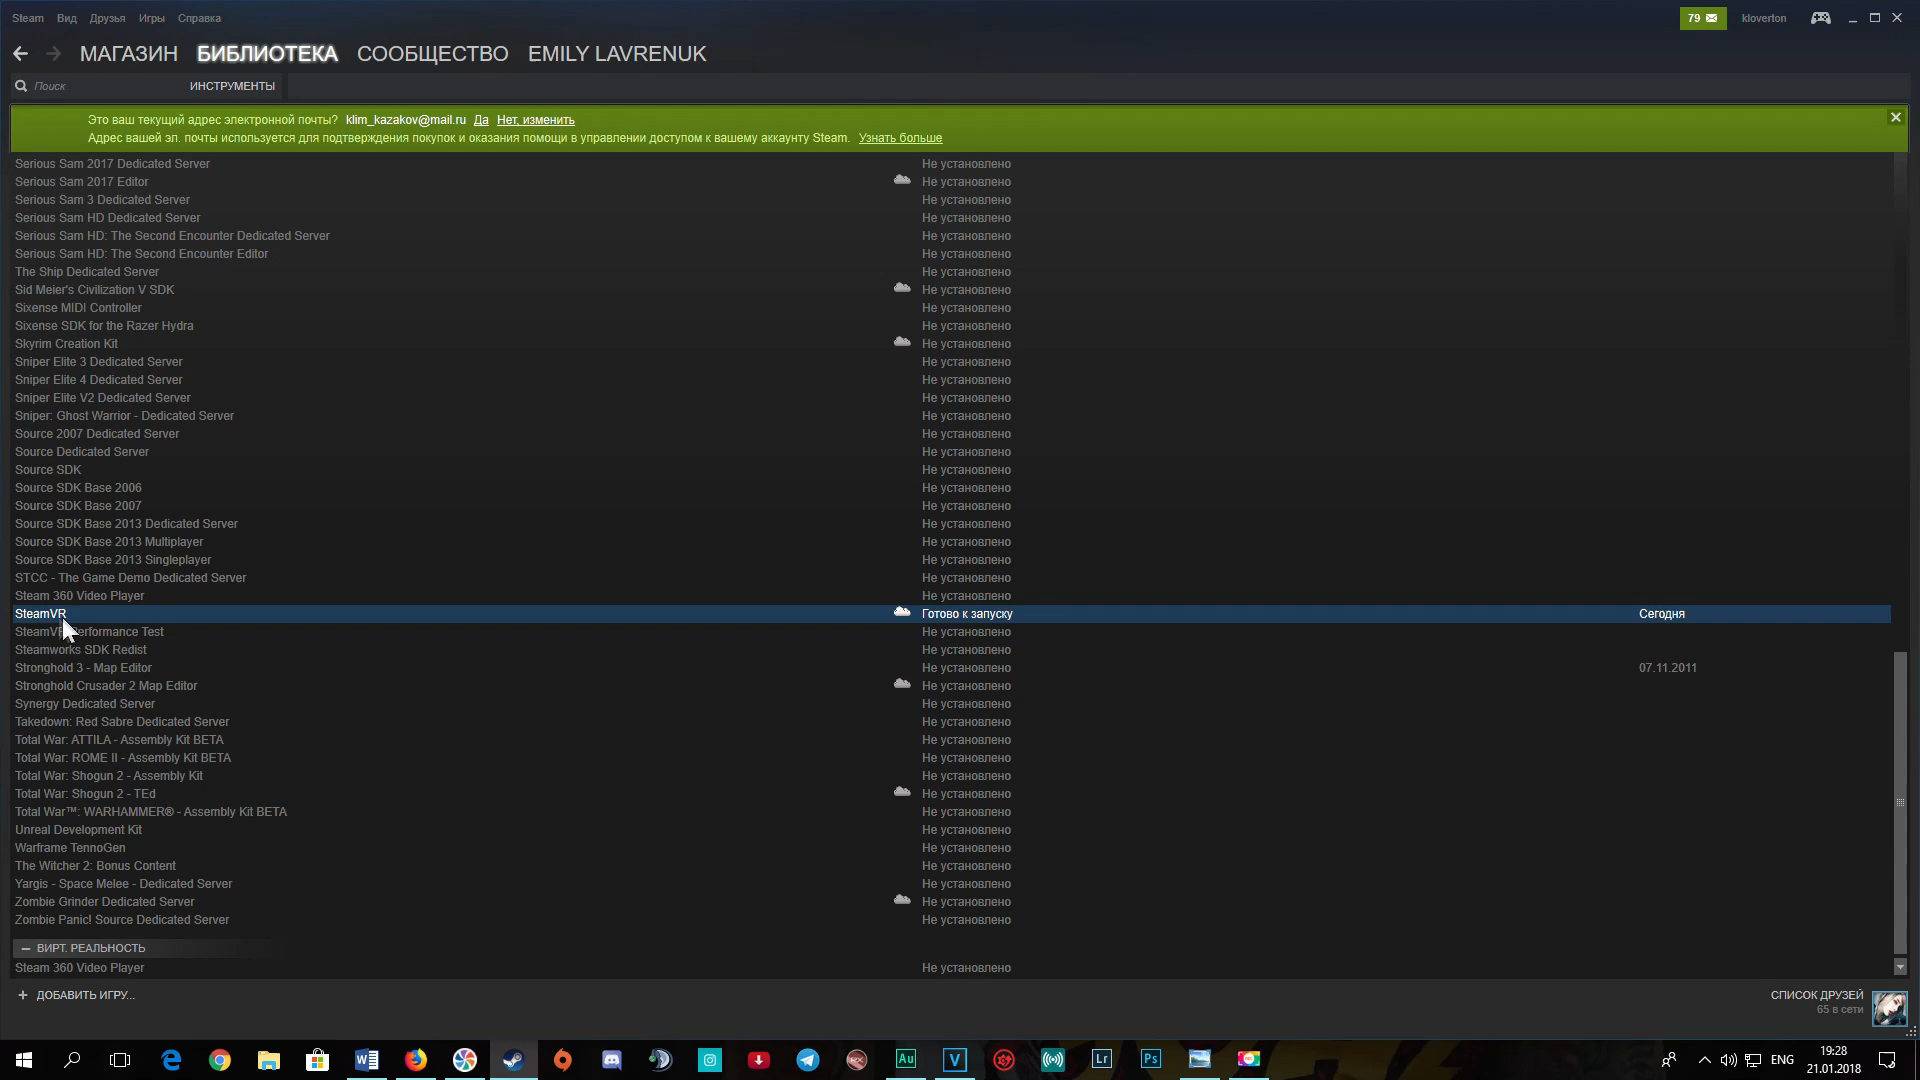 Steam Вид Друзья Игры Справка
79 kloverton
МАГАЗИН БИБЛИОТЕКА СООБЩЕСТВО EMILY LAVRENUK
Поиск ИНСТРУМЕНТЫ
Это ваш текущий адрес электронной почты? klim_kazakov@mail.ru Да Нет, изменить
Адрес вашей эл. почты используется для подтверждения покупок и оказания помощи в управлении доступом к вашему аккаунту Steam. Узнать больше
Serious Sam 2017 Dedicated Server Не установлено
Serious Sam 2017 Editor Не установлено
Serious Sam 3 Dedicated Server Не установлено
Serious Sam HD Dedicated Server Не установлено
Serious Sam HD: The Second Encounter Dedicated Server Не установлено
Serious Sam HD: The Second Encounter Editor Не установлено
The Ship Dedicated Server Не установлено
Sid Meier's Civilization V SDK Не установлено
Sixense MIDI Controller Не установлено
Sixense SDK for the Razer Hydra Не установлено
Skyrim Creation Kit Не установлено
Sniper Elite 3 Dedicated Server Не установлено
Sniper Elite 4 Dedicated Server Не установлено
Sniper Elite V2 Dedicated Server Не установлено
Sniper: Ghost Warrior - Dedicated Server Не установлено
Source 2007 Dedicated Server Не установлено
Source Dedicated Server Не установлено
Source SDK Не установлено
Source SDK Base 2006 Не установлено
Source SDK Base 2007 Не установлено
Source SDK Base 2013 Dedicated Server Не установлено
Source SDK Base 2013 Multiplayer Не установлено
Source SDK Base 2013 Singleplayer Не установлено
STCC - The Game Demo Dedicated Server Не установлено
Steam 360 Video Player Не установлено
SteamVR Готово к запуску Сегодня
SteamVR Performance Test Не установлено
Steamworks SDK Redist Не установлено
Stronghold 3 - Map Editor Не установлено 07.11.2011
Stronghold Crusader 2 Map Editor Не установлено
Synergy Dedicated Server Не установлено
Takedown: Red Sabre Dedicated Server Не установлено
Total War: ATTILA - Assembly Kit BETA Не установлено
Total War: ROME II - Assembly Kit BETA Не установлено
Total War: Shogun 2 - Assembly Kit Не установлено
Total War: Shogun 2 - TEd Не установлено
Total War™: WARHAMMER® - Assembly Kit BETA Не установлено
Unreal Development Kit Не установлено
Warframe TennoGen Не установлено
The Witcher 2: Bonus Content Не установлено
Yargis - Space Melee - Dedicated Server Не установлено
Zombie Grinder Dedicated Server Не установлено
Zombie Panic! Source Dedicated Server Не установлено
— ВИРТ. РЕАЛЬНОСТЬ
Steam 360 Video Player Не установлено
+ ДОБАВИТЬ ИГРУ...
СПИСОК ДРУЗЕЙ
65 в сети
Au V Lr Ps
ENG
19:28
21.01.2018